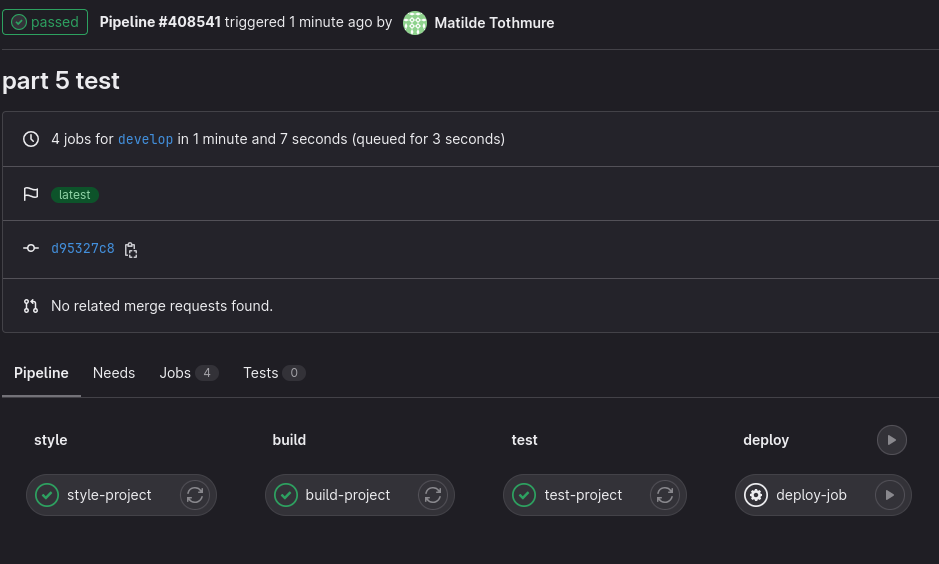 passed Pipeline #408541 triggered 1 minute ago by Matilde Tothmure
part 5 test
4 jobs for develop in 1 minute and 7 seconds (queued for 3 seconds)
latest
d95327c8
No related merge requests found.
Pipeline Needs Jobs 4 Tests 0
style build test deploy
style-project build-project test-project deploy-job